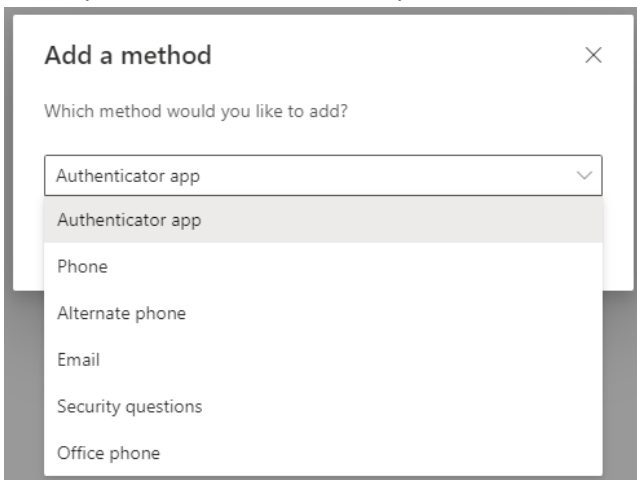 Add a method
Which method would you like to add?
Authenticator app
Authenticator app
Phone
Alternate phone
Email
Security questions
Office phone